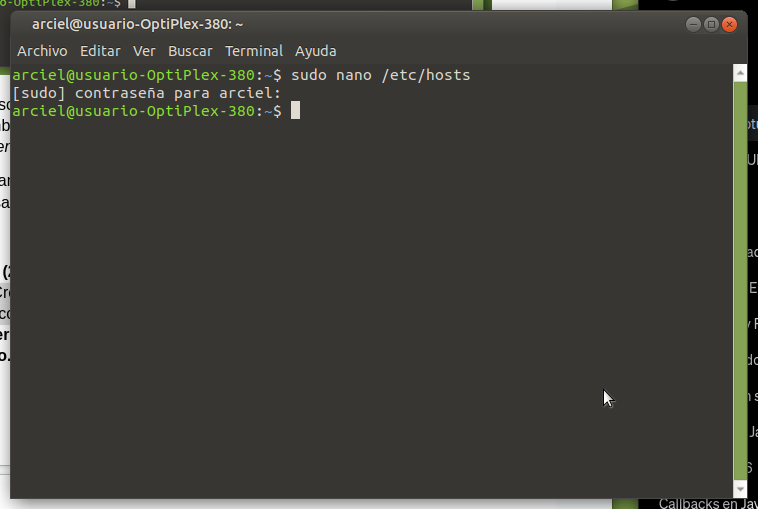 o-OptiPlex-380:~$
arciel@usuario-OptiPlex-380: ~
Archivo Editar Ver Buscar Terminal Ayuda
arciel@usuario-OptiPlex-380:~$ sudo nano /etc/hosts
[sudo] contraseña para arciel:
arciel@usuario-OptiPlex-380:~$
Callbacks en Jav